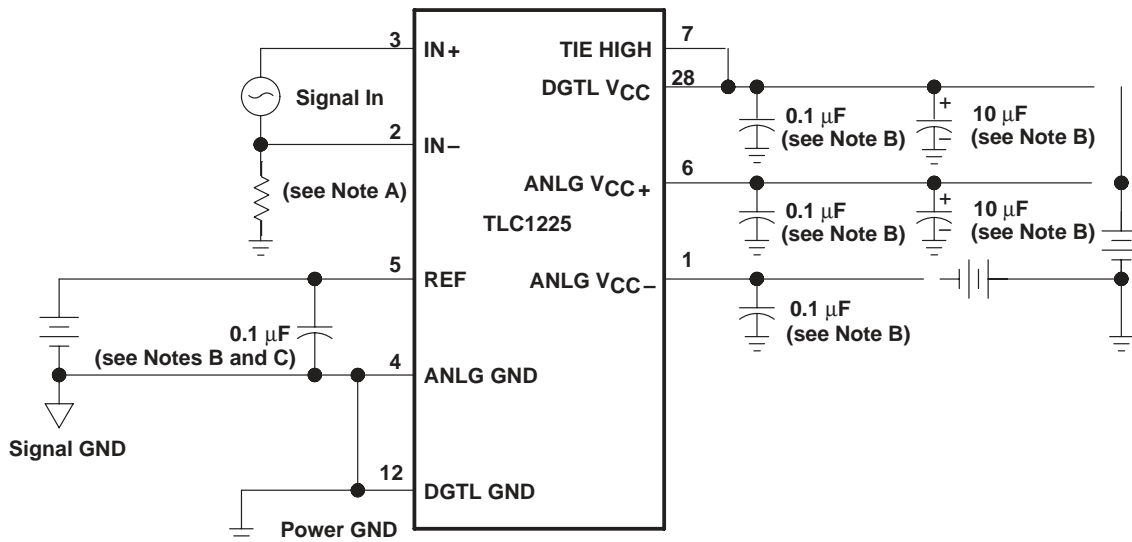 3
IN+
TIE HIGH
7
DGTL VCC
28
Signal In
0.1 μF
(see Note B)
+
–
10 μF
(see Note B)
2
IN–
(see Note A)
ANLG VCC+
6
TLC1225
0.1 μF
(see Note B)
+
–
10 μF
(see Note B)
5
REF
ANLG VCC–
1
0.1 μF
(see Notes B and C)
0.1 μF
(see Note B)
4
ANLG GND
Signal GND
12
DGTL GND
Power GND